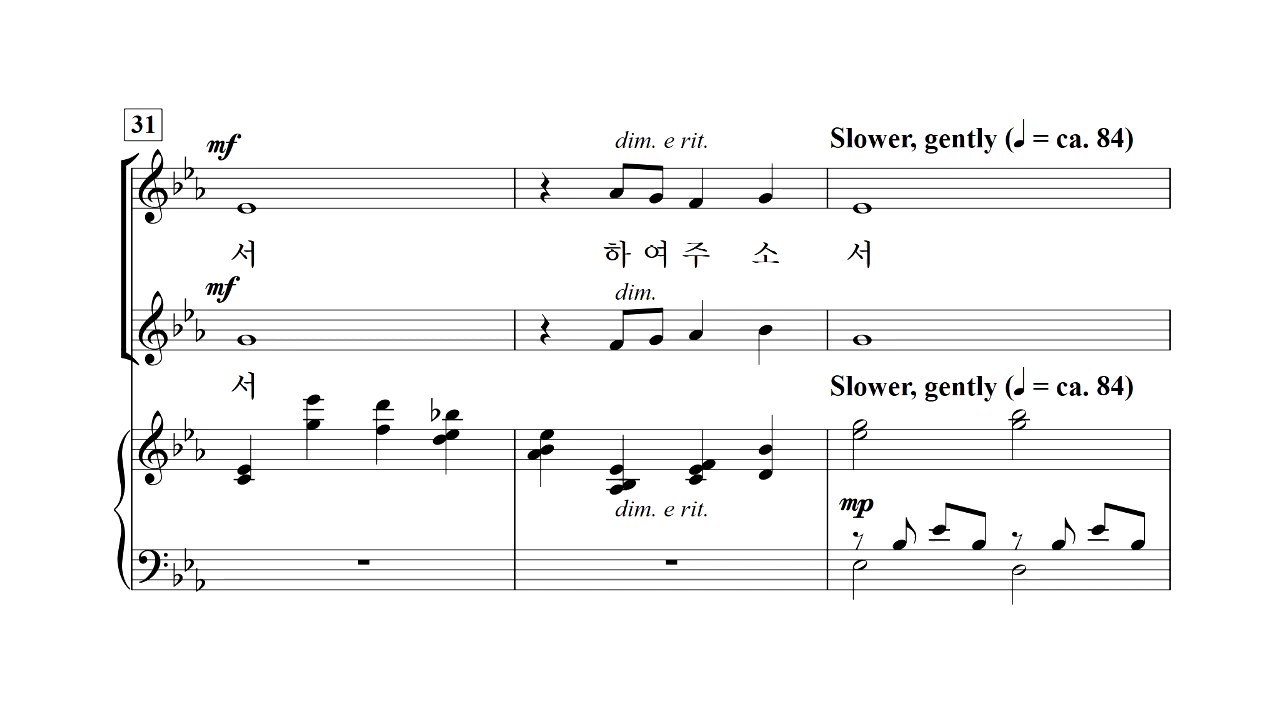 31
mf
dim. e rit.
Slower, gently (♩ = ca. 84)
서 하 여 주 소 서
mf
dim.
서
Slower, gently (♩ = ca. 84)
dim. e rit.
mp